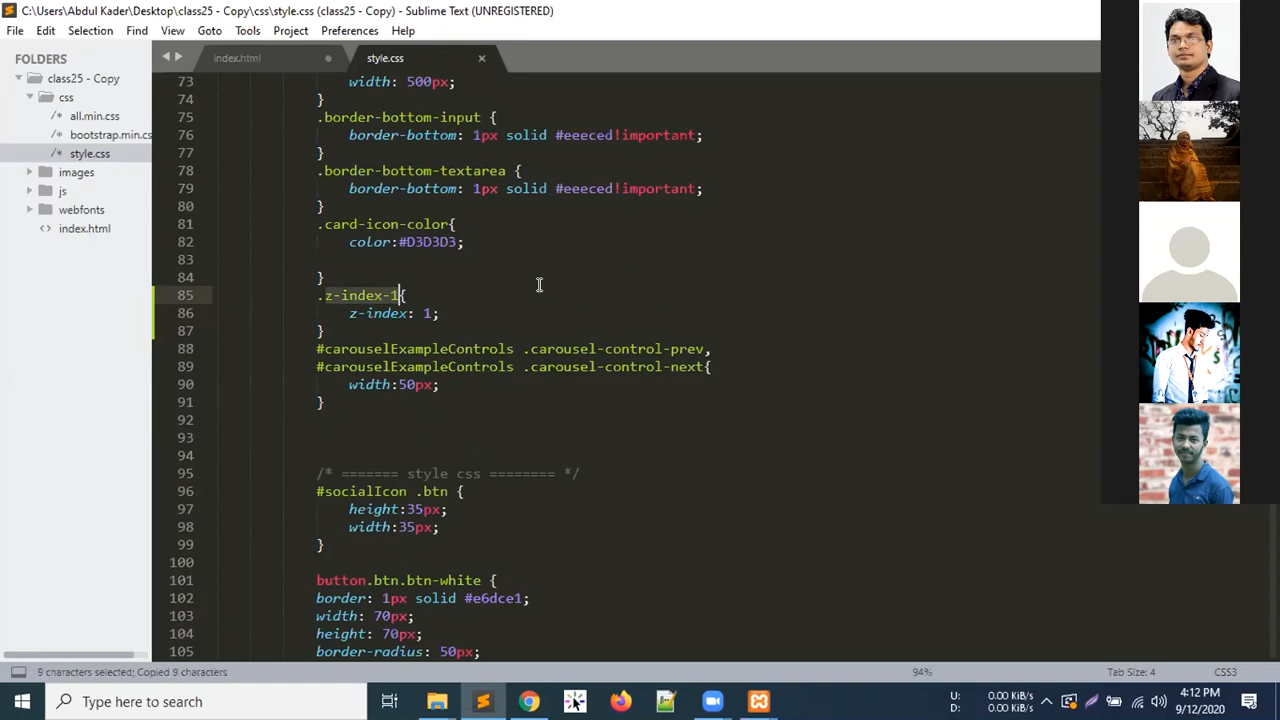 C:\Users\Abdul Kader\Desktop\class25 - Copy\css\style.css (class25 - Copy) - Sublime Text (UNREGISTERED)
File Edit Selection Find View Goto Tools Project Preferences Help
FOLDERS
class25 - Copy
css
/* all.min.css
/* bootstrap.min.cs
/* style.css
images
js
webfonts
<> index.html
index.html
style.css
73 width: 500px;
74 }
75 .border-bottom-input {
76 border-bottom: 1px solid #eeeced!important;
77 }
78 .border-bottom-textarea {
79 border-bottom: 1px solid #eeeced!important;
80 }
81 .card-icon-color{
82 color:#D3D3D3;
83
84 }
85 .z-index-1{
86 z-index: 1;
87 }
88 #carouselExampleControls .carousel-control-prev,
89 #carouselExampleControls .carousel-control-next{
90 width:50px;
91 }
92
93
94
95 /* ======= style css ======== */
96 #socialIcon .btn {
97 height:35px;
98 width:35px;
99 }
100
101 button.btn.btn-white {
102 border: 1px solid #e6dce1;
103 width: 70px;
104 height: 70px;
105 border-radius: 50px;
9 characters selected; Copied 9 characters
94%
Tab Size: 4
CSS3
Type here to search
U: 0.00 KiB/s
D: 0.00 KiB/s
4:12 PM
9/12/2020